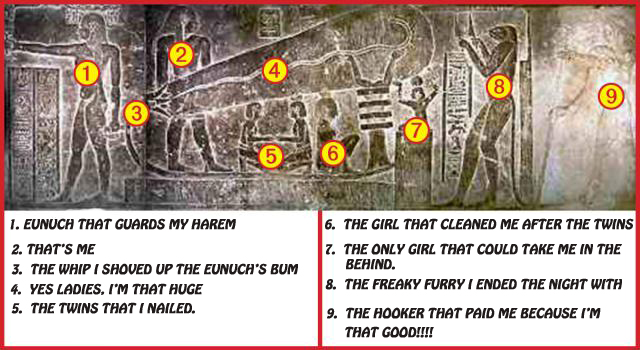 1
2
3
4
5
6
7
8
9
1. EUNUCH THAT GUARDS MY HAREM
2. THAT'S ME
3. THE WHIP I SHOVED UP THE EUNUCH'S BUM
4. YES LADIES, I'M THAT HUGE
5. THE TWINS THAT I NAILED.
6. THE GIRL THAT CLEANED ME AFTER THE TWINS
7. THE ONLY GIRL THAT COULD TAKE ME IN THE
BEHIND.
8. THE FREAKY FURRY I ENDED THE NIGHT WITH
9. THE HOOKER THAT PAID ME BECAUSE I'M
THAT GOOD!!!!